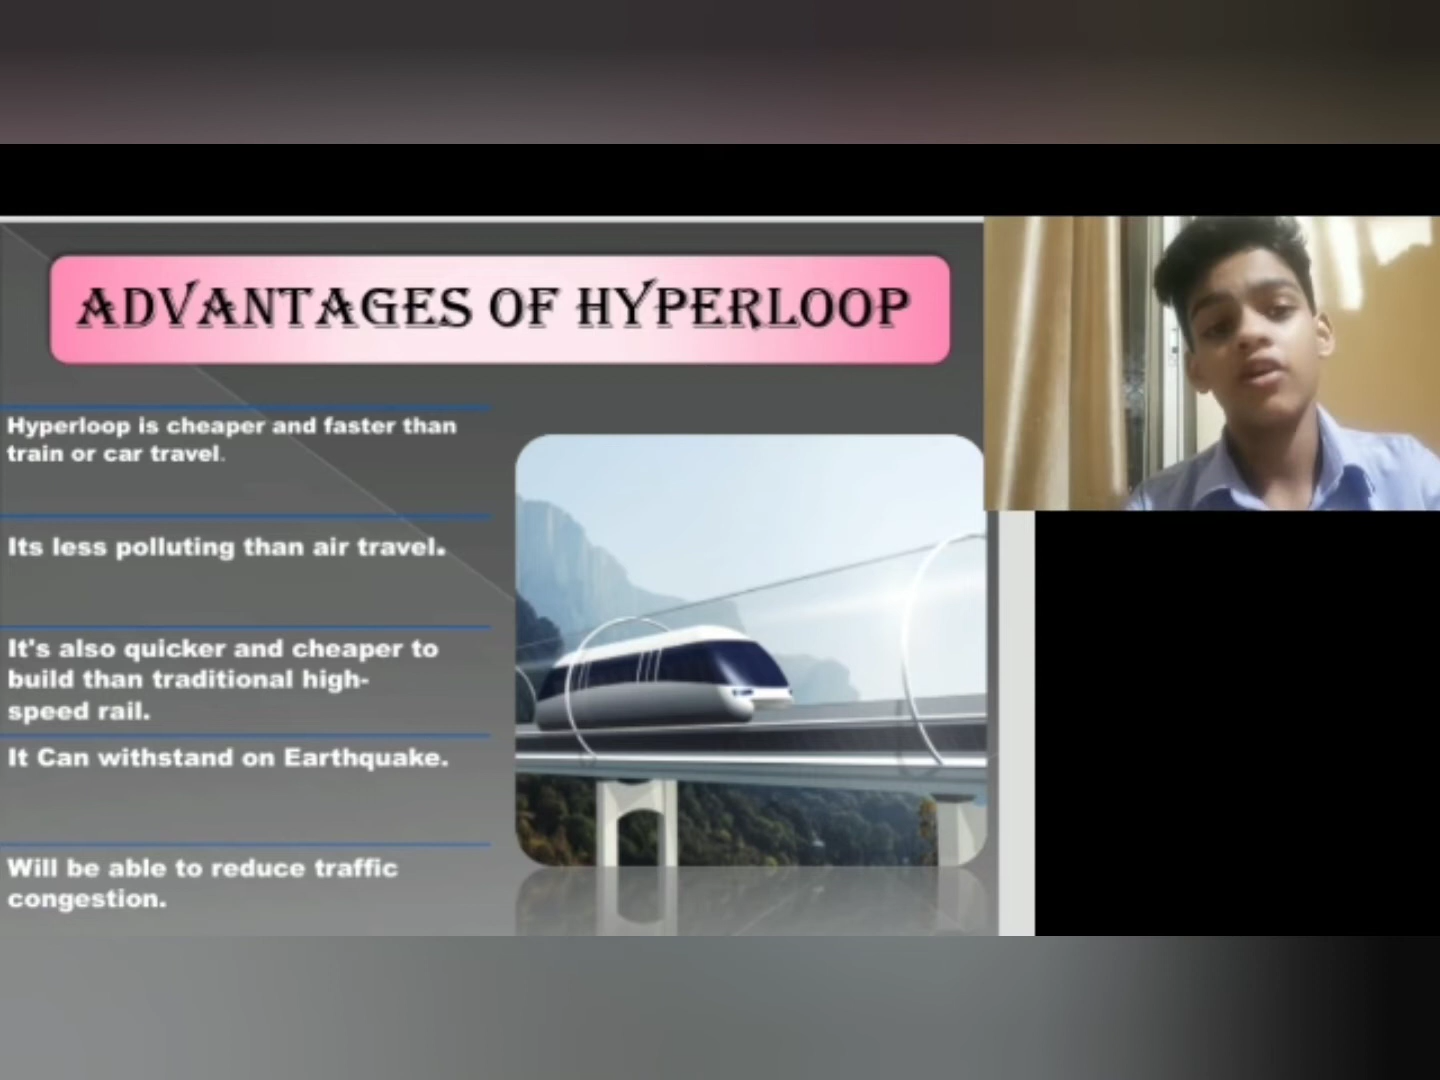 ADVANTAGES OF HYPERLOOP
Hyperloop is cheaper and faster than
train or car travel.
Its less polluting than air travel.
It's also quicker and cheaper to
build than traditional high-
speed rail.
It Can withstand on Earthquake.
Will be able to reduce traffic
congestion.